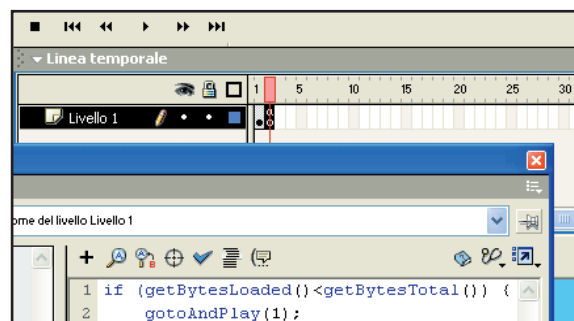 Linea temporale
1 5 10 15 20 25 30
Livello 1
ome del livello Livello 1
1 if (getBytesLoaded()<getBytesTotal()) {
2 gotoAndPlay(1);